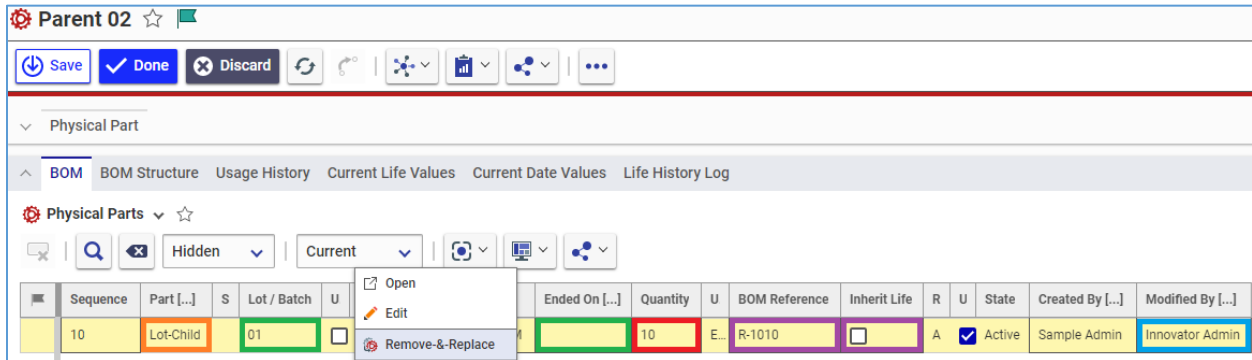 Parent 02
Save Done Discard
Physical Part
BOM BOM Structure Usage History Current Life Values Current Date Values Life History Log
Physical Parts
Hidden Current
Open
Sequence Part [...] S Lot / Batch U Ended On [...] Quantity U BOM Reference Inherit Life R U State Created By [...] Modified By [...]
Edit
10 Lot-Child 01 M 10 E... R-1010 A Active Sample Admin Innovator Admin
Remove-&-Replace